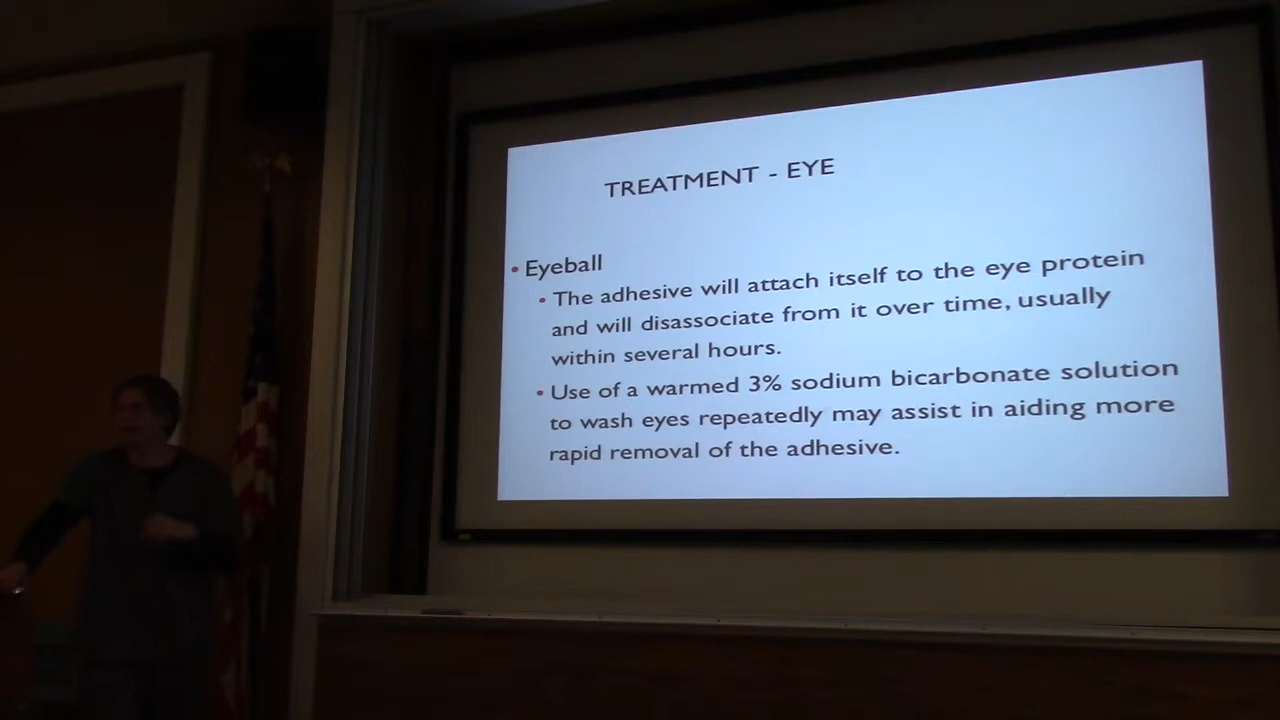 TREATMENT - EYE
• Eyeball
• The adhesive will attach itself to the eye protein
and will disassociate from it over time, usually
within several hours.
• Use of a warmed 3% sodium bicarbonate solution
to wash eyes repeatedly may assist in aiding more
rapid removal of the adhesive.